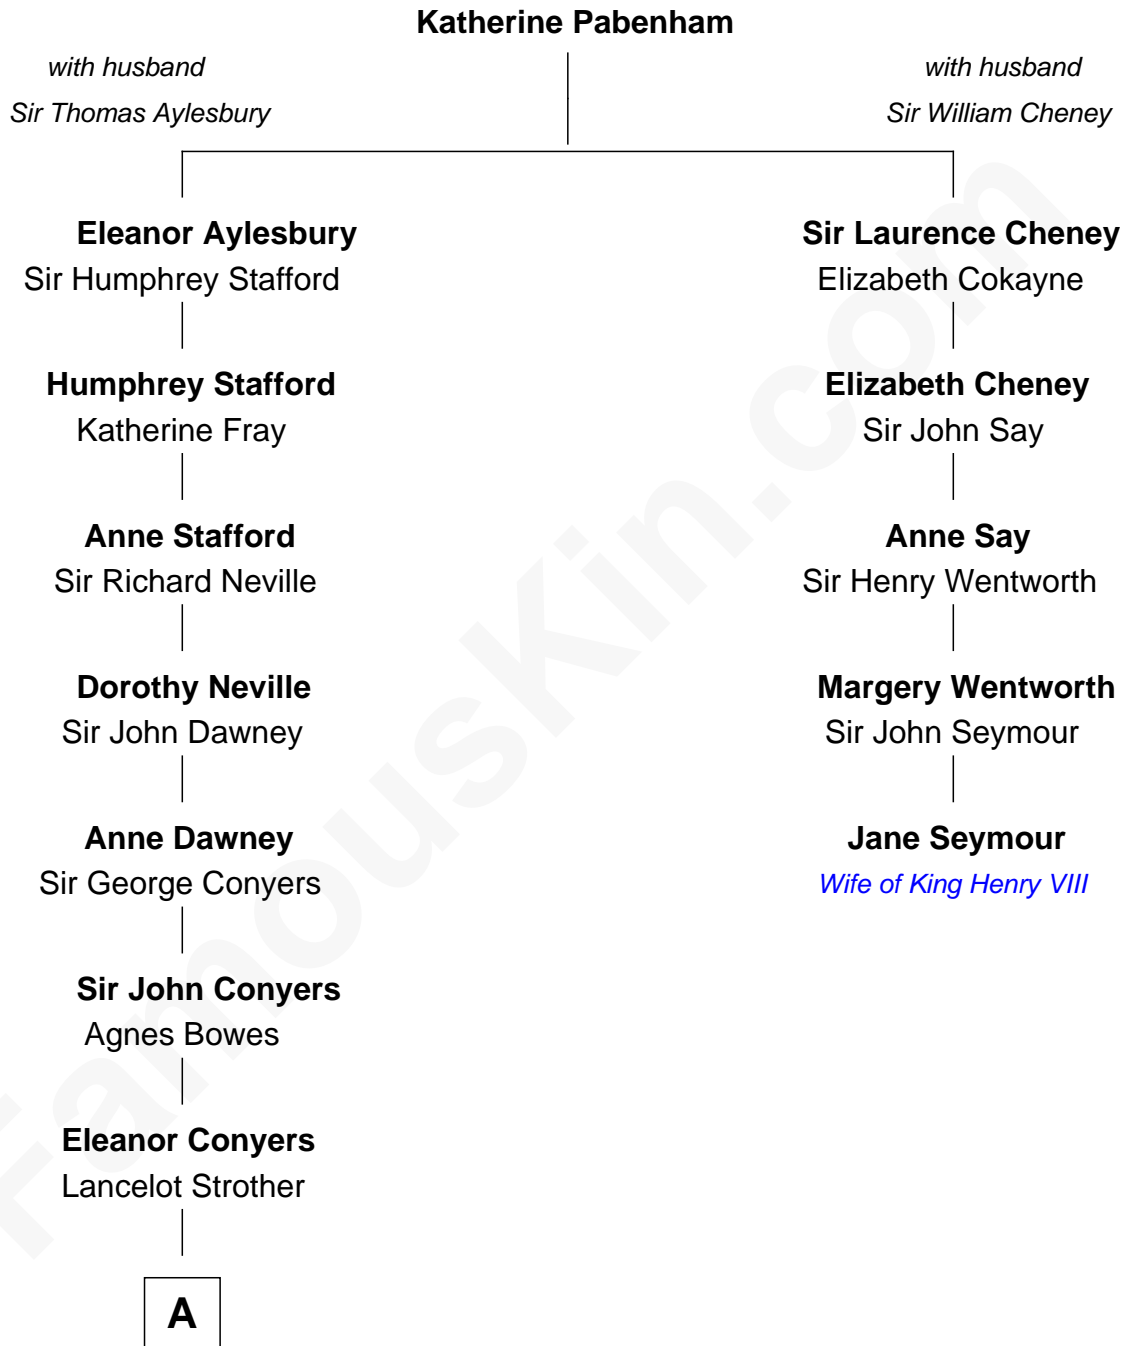 Katherine Pabenham
with husband
Sir Thomas Aylesbury
with husband
Sir William Cheney
Eleanor Aylesbury
Sir Humphrey Stafford
Humphrey Stafford
Katherine Fray
Anne Stafford
Sir Richard Neville
Dorothy Neville
Sir John Dawney
Anne Dawney
Sir George Conyers
Sir John Conyers
Agnes Bowes
Eleanor Conyers
Lancelot Strother
A
Sir Laurence Cheney
Elizabeth Cokayne
Elizabeth Cheney
Sir John Say
Anne Say
Sir Henry Wentworth
Margery Wentworth
Sir John Seymour
Jane Seymour
Wife of King Henry VIII
FamousKin.com